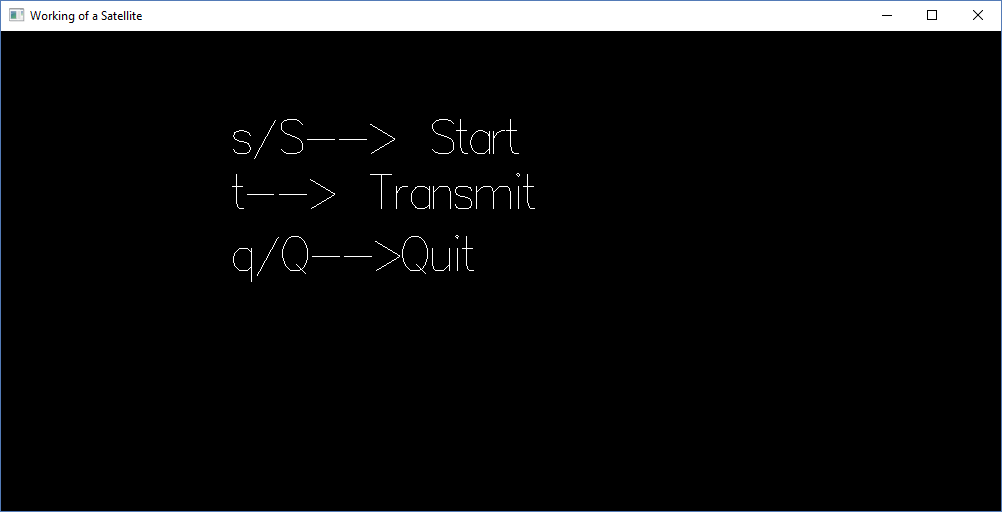 Working of a Satellite
s/S--> Start
t--> Transmit
q/Q-->Quit